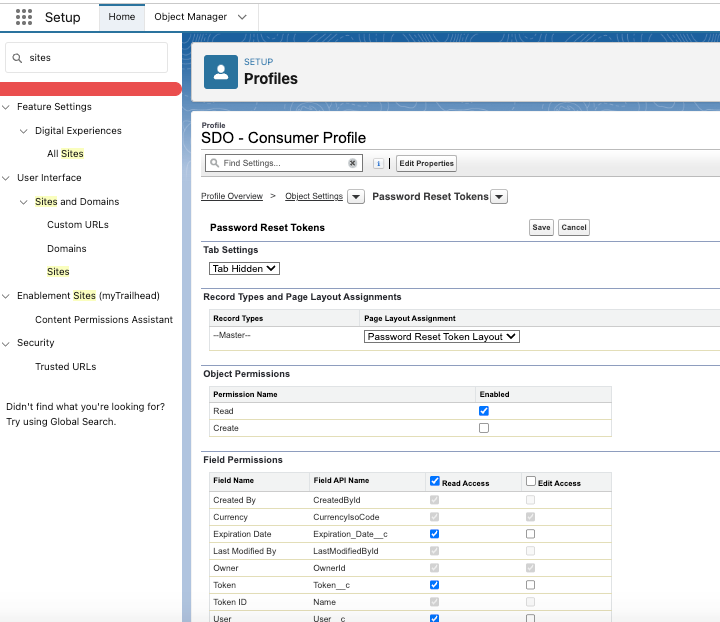 Setup Home Object Manager
sites
Feature Settings
Digital Experiences
All Sites
User Interface
Sites and Domains
Custom URLs
Domains
Sites
Enablement Sites (myTrailhead)
Content Permissions Assistant
Security
Trusted URLs
Didn't find what you're looking for?
Try using Global Search.
SETUP
Profiles
Profile
SDO - Consumer Profile
Find Settings... i | Edit Properties
Profile Overview > Object Settings Password Reset Tokens
Password Reset Tokens Save Cancel
Tab Settings
Tab Hidden
Record Types and Page Layout Assignments
Record Types Page Layout Assignment
--Master-- Password Reset Token Layout
Object Permissions
Permission Name Enabled
Read
Create
Field Permissions
Field Name Field API Name Read Access Edit Access
Created By CreatedById
Currency CurrencyIsoCode
Expiration Date Expiration_Date__c
Last Modified By LastModifiedById
Owner OwnerId
Token Token__c
Token ID Name
User User__c